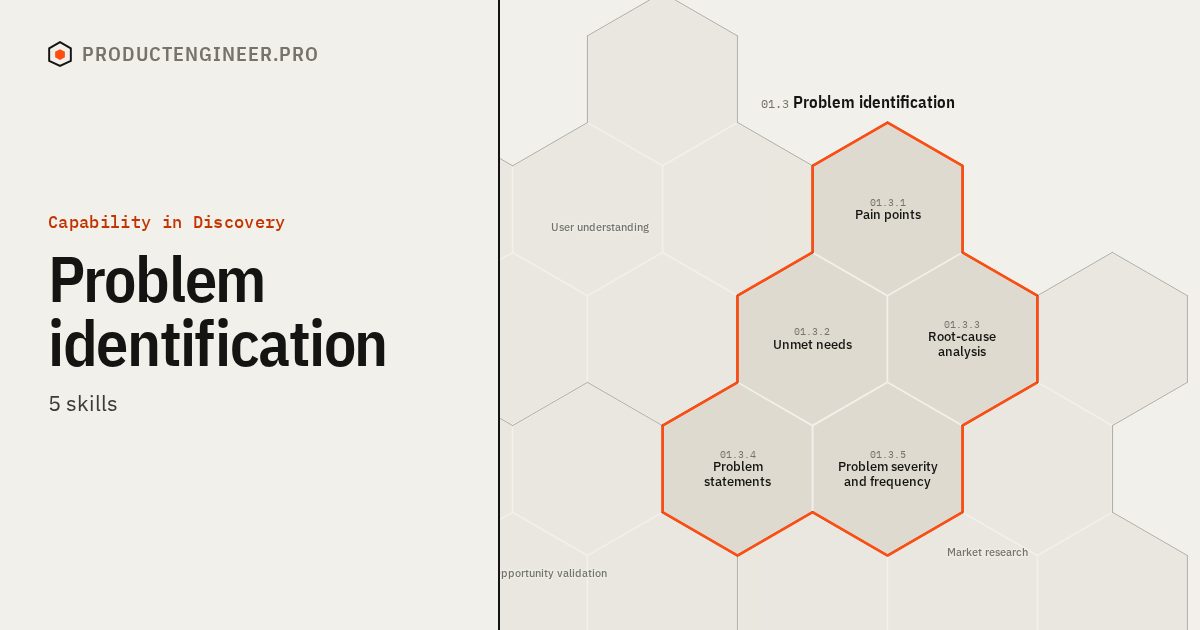 PRODUCTENGINEER.PRO
Capability in Discovery
Problem
identification
5 skills
01.3 Problem identification
01.3.1
Pain points
User understanding
01.3.2
Unmet needs
01.3.3
Root-cause
analysis
01.3.4
Problem
statements
01.3.5
Problem severity
and frequency
Market research
pportunity validation